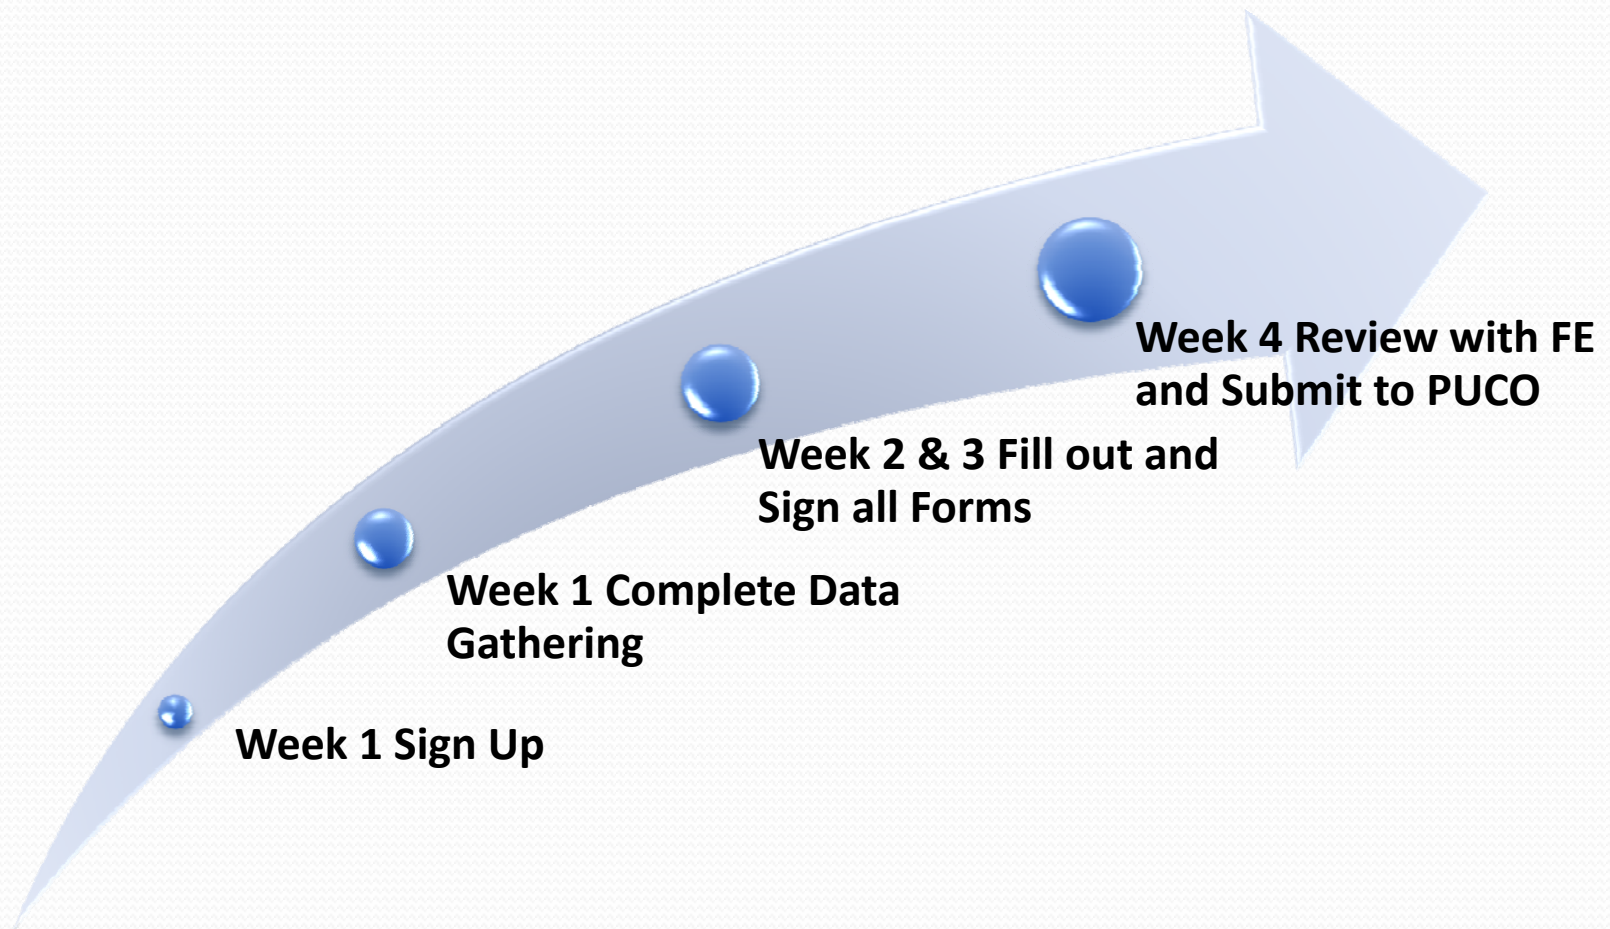 Week 4 Review with FE
and Submit to PUCO
Week 2 & 3 Fill out and
Sign all Forms
Week 1 Complete Data
Gathering
Week 1 Sign Up